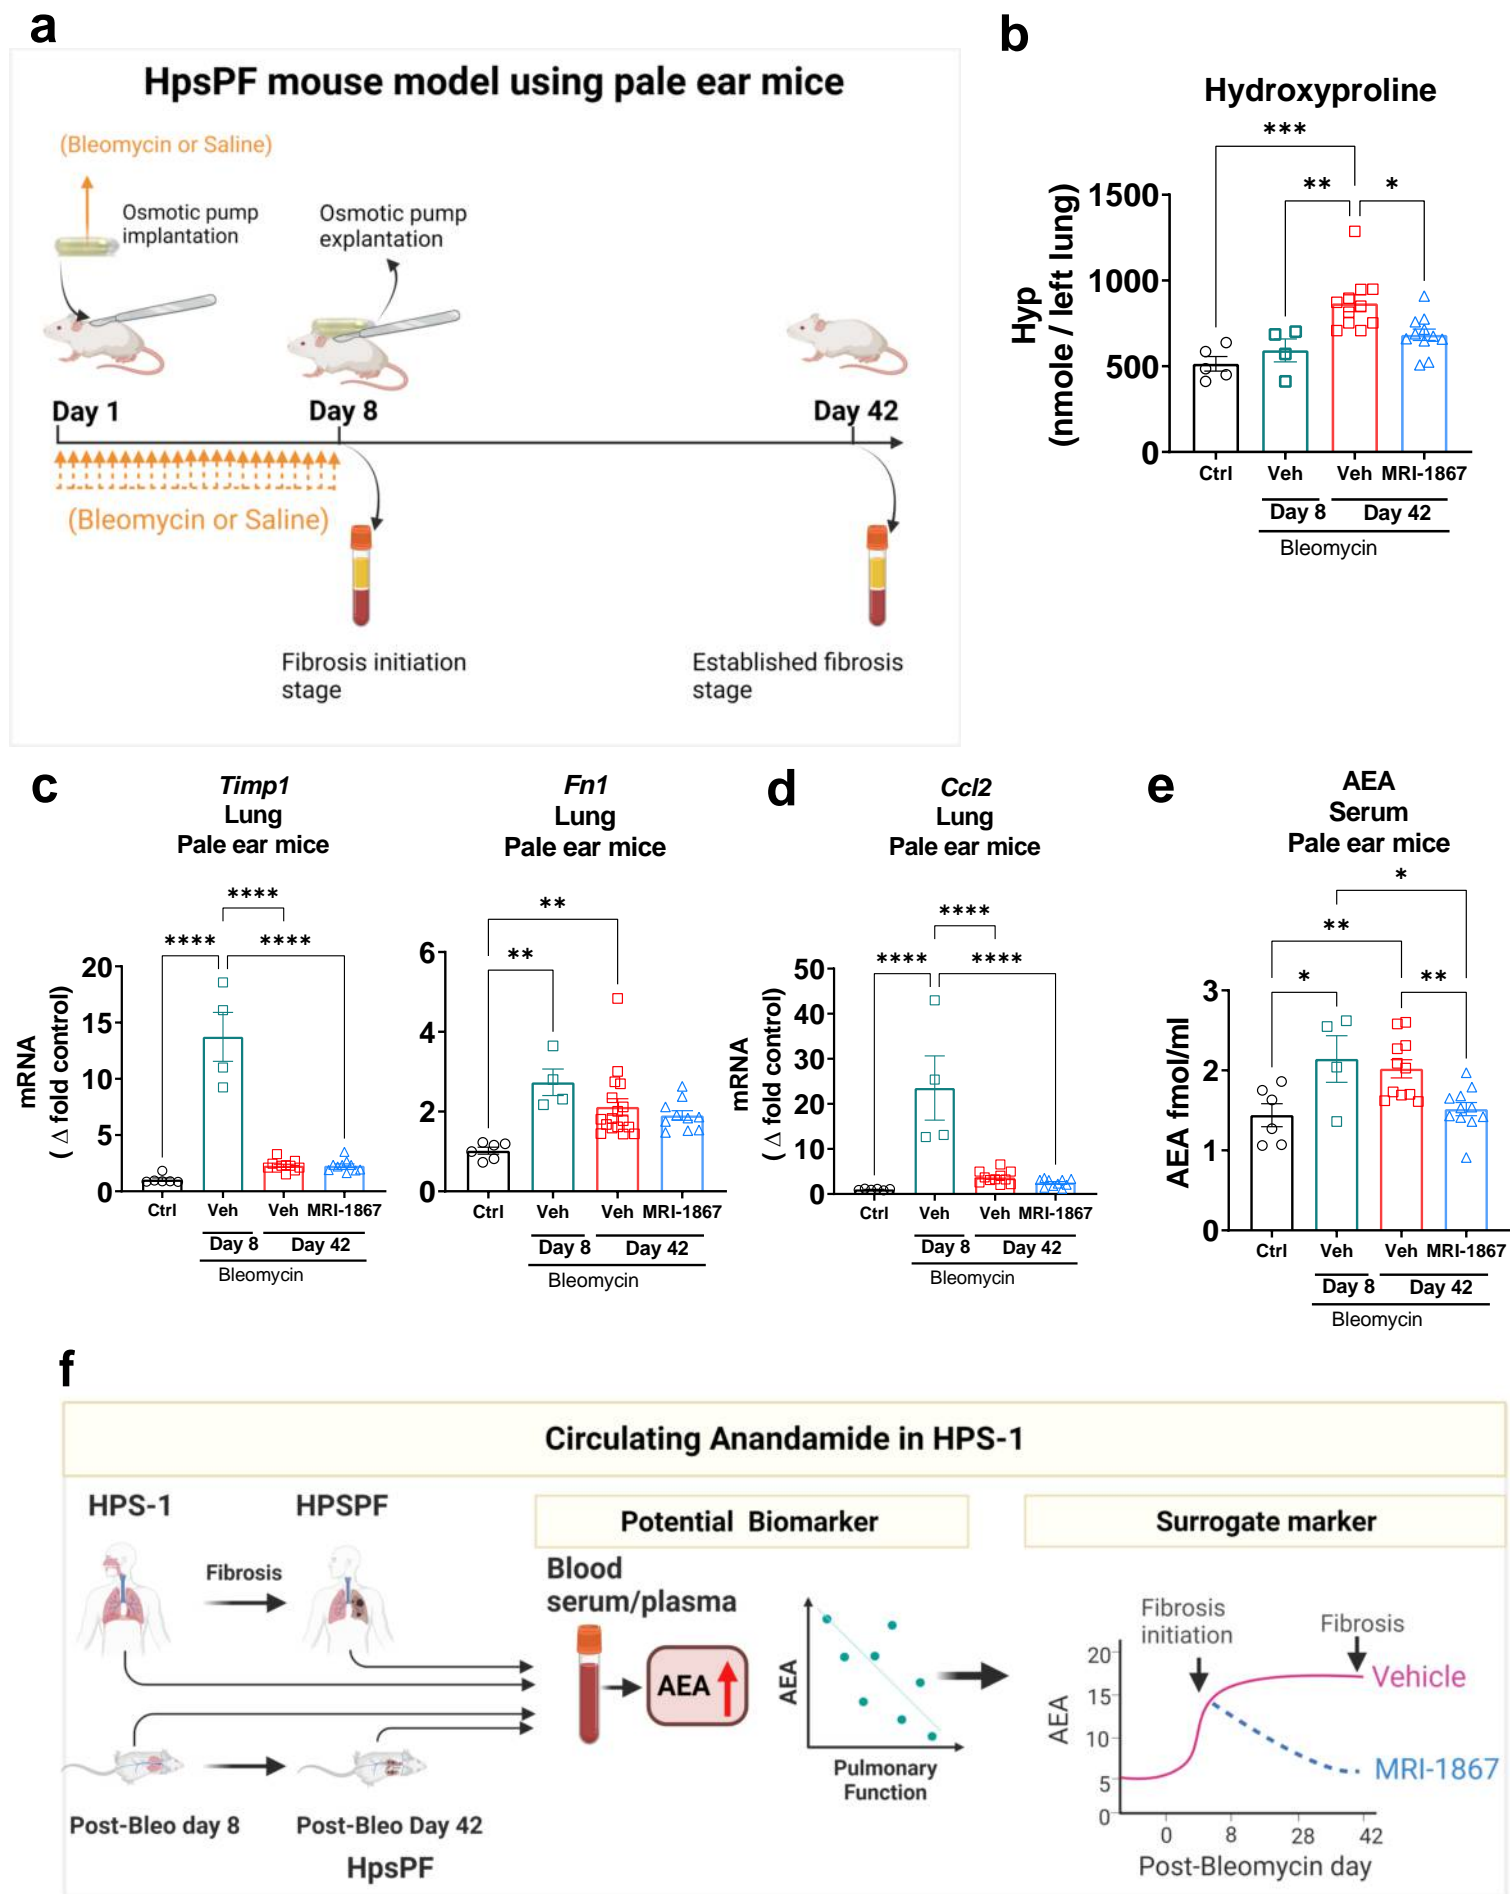 a
HpsPF mouse model using pale ear mice
(Bleomycin or Saline)
Osmotic pump
implantation
Osmotic pump
explantation
Day 1
Day 8
Day 42
(Bleomycin or Saline)
Fibrosis initiation
stage
Established fibrosis
stage
b
Hydroxyproline
***
**
*
Hyp
(nmole / left lung)
1500
1000
500
0
Ctrl
Veh
Veh
MRI-1867
Day 8
Day 42
Bleomycin
c
Timp1
Lung
Pale ear mice
****
****
****
mRNA
( Δ fold control)
20
15
10
5
0
Ctrl
Veh
Veh
MRI-1867
Day 8
Day 42
Bleomycin
Fn1
Lung
Pale ear mice
**
**
6
4
2
0
Ctrl
Veh
Veh
MRI-1867
Day 8
Day 42
Bleomycin
d
Ccl2
Lung
Pale ear mice
****
****
****
mRNA
( Δ fold control)
50
40
30
20
10
0
Ctrl
Veh
Veh
MRI-1867
Day 8
Day 42
Bleomycin
e
AEA
Serum
Pale ear mice
*
**
*
**
AEA fmol/ml
3
2
1
0
Ctrl
Veh
Veh
MRI-1867
Day 8
Day 42
Bleomycin
f
Circulating Anandamide in HPS-1
HPS-1
HPSPF
Fibrosis
Post-Bleo day 8
Post-Bleo Day 42
HpsPF
Potential Biomarker
Blood
serum/plasma
AEA
AEA
Pulmonary
Function
Surrogate marker
Fibrosis
initiation
Fibrosis
Vehicle
MRI-1867
AEA
20
15
10
5
0
0
8
28
42
Post-Bleomycin day